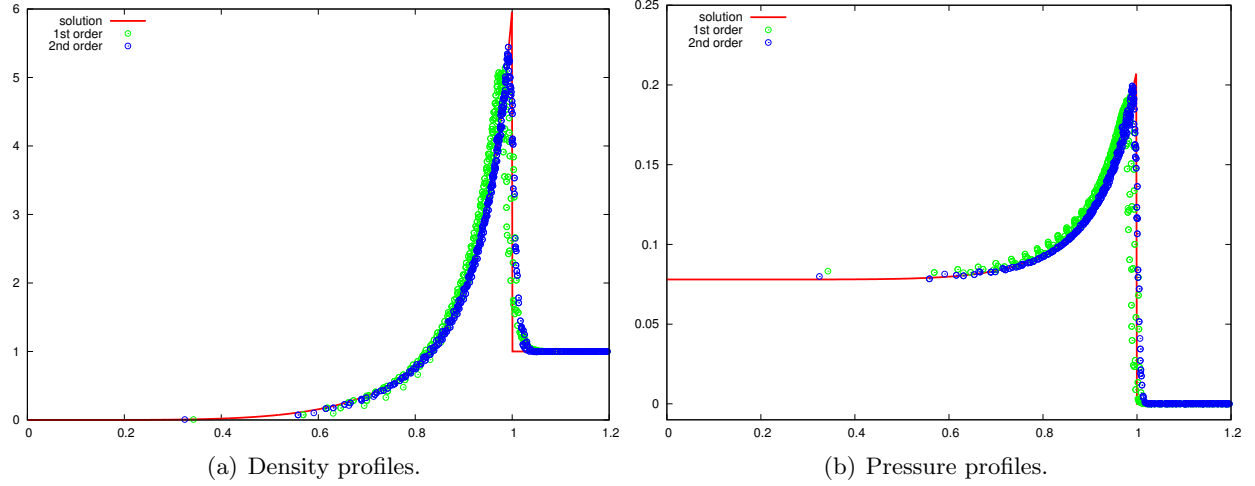 solution
1st order
2nd order
6
5
4
3
2
1
0
0 0.2 0.4 0.6 0.8 1 1.2
(a) Density profiles.
solution
1st order
2nd order
0.25
0.2
0.15
0.1
0.05
0
0 0.2 0.4 0.6 0.8 1 1.2
(b) Pressure profiles.